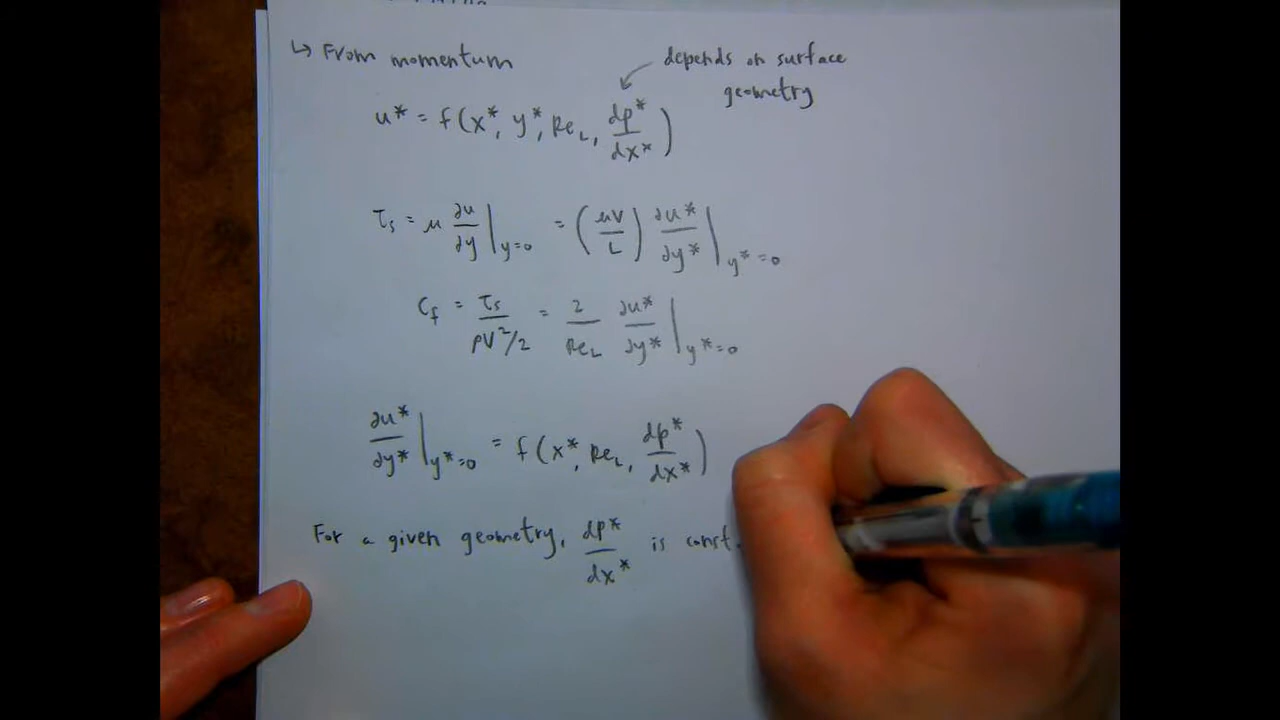 ↳ From momentum
depends on surface
geometry
u* = f(x*, y*, Re_L, dp*/dx*)
τ_s = μ ∂u/∂y |_{y=0} = (μV/L) ∂u*/∂y* |_{y*=0}
C_f = τ_s/(ρV²/2) = 2/Re_L ∂u*/∂y* |_{y*=0}
∂u*/∂y* |_{y*=0} = f(x*, Re_L, dp*/dx*)
For a given geometry, dp*/dx* is const.